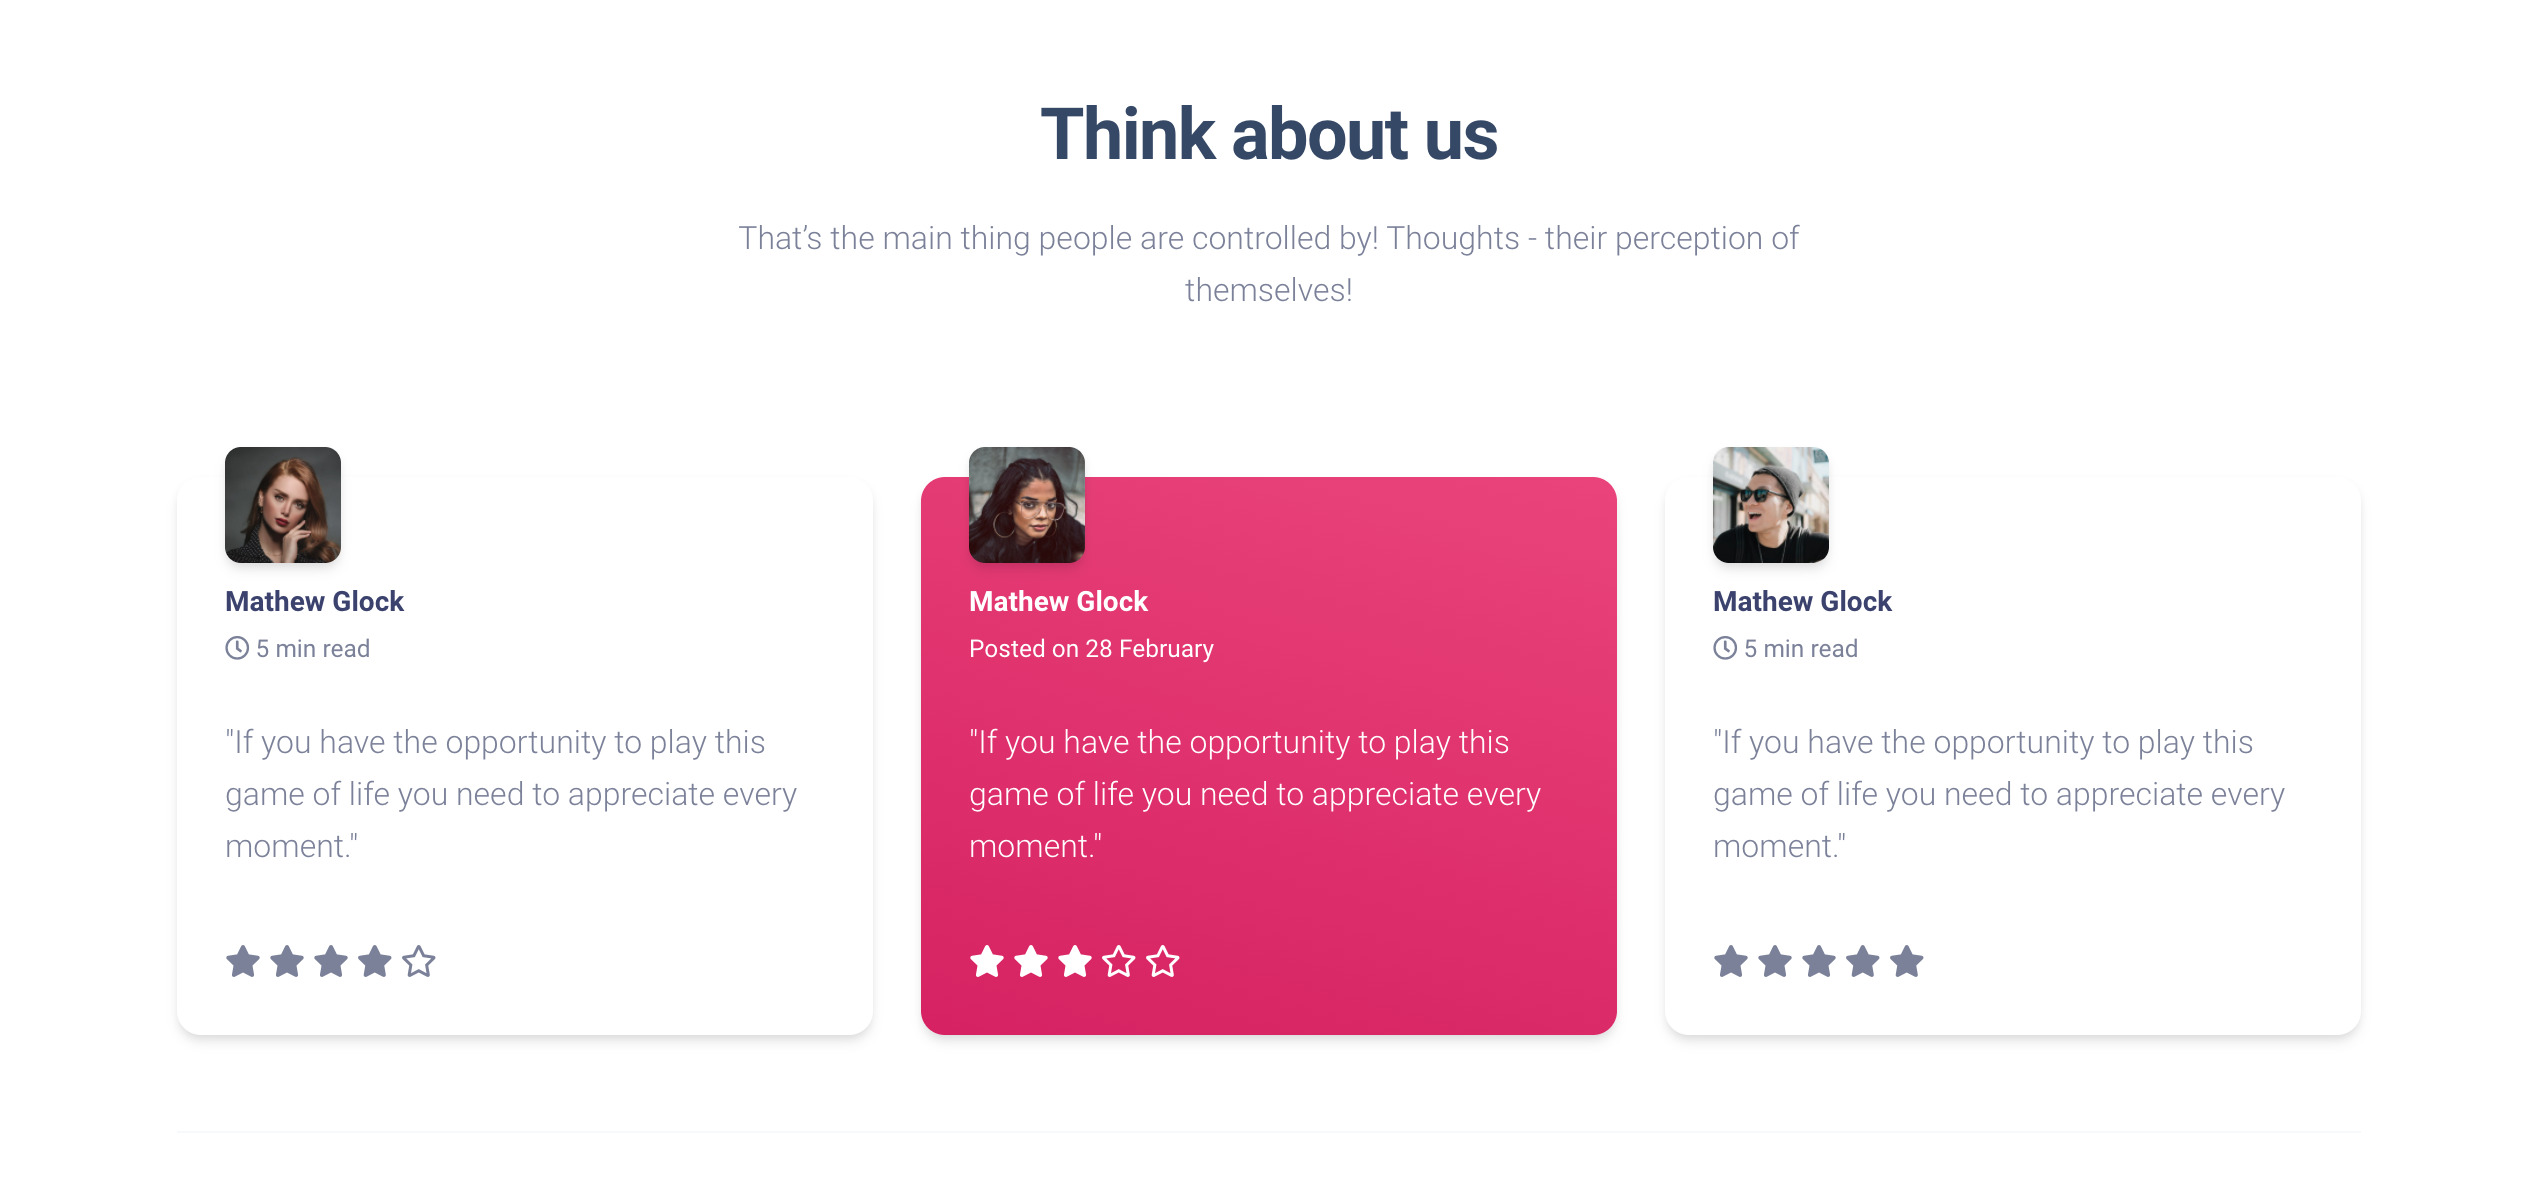 Think about us
That’s the main thing people are controlled by! Thoughts - their perception of
themselves!
Mathew Glock
5 min read
"If you have the opportunity to play this
game of life you need to appreciate every
moment."
Mathew Glock
Posted on 28 February
"If you have the opportunity to play this
game of life you need to appreciate every
moment."
Mathew Glock
5 min read
"If you have the opportunity to play this
game of life you need to appreciate every
moment."